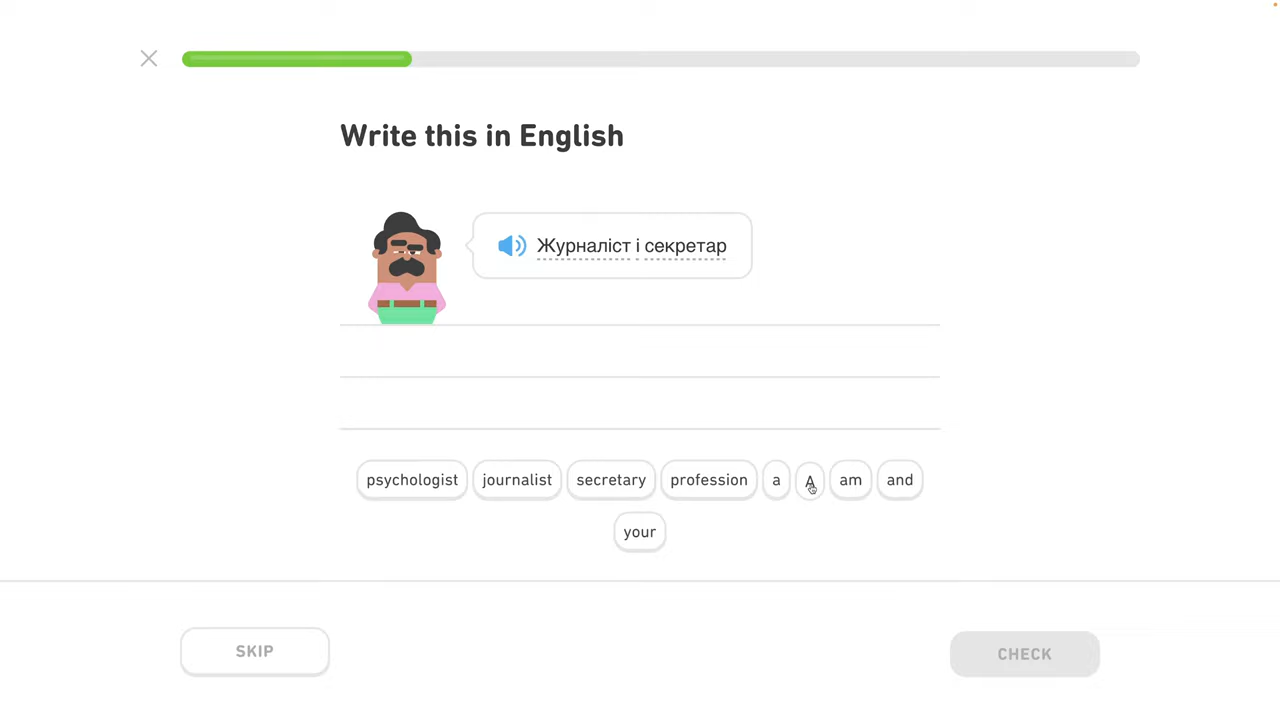 Write this in English
Журналіст і секретар
psychologist journalist secretary profession a A am and
your
SKIP CHECK